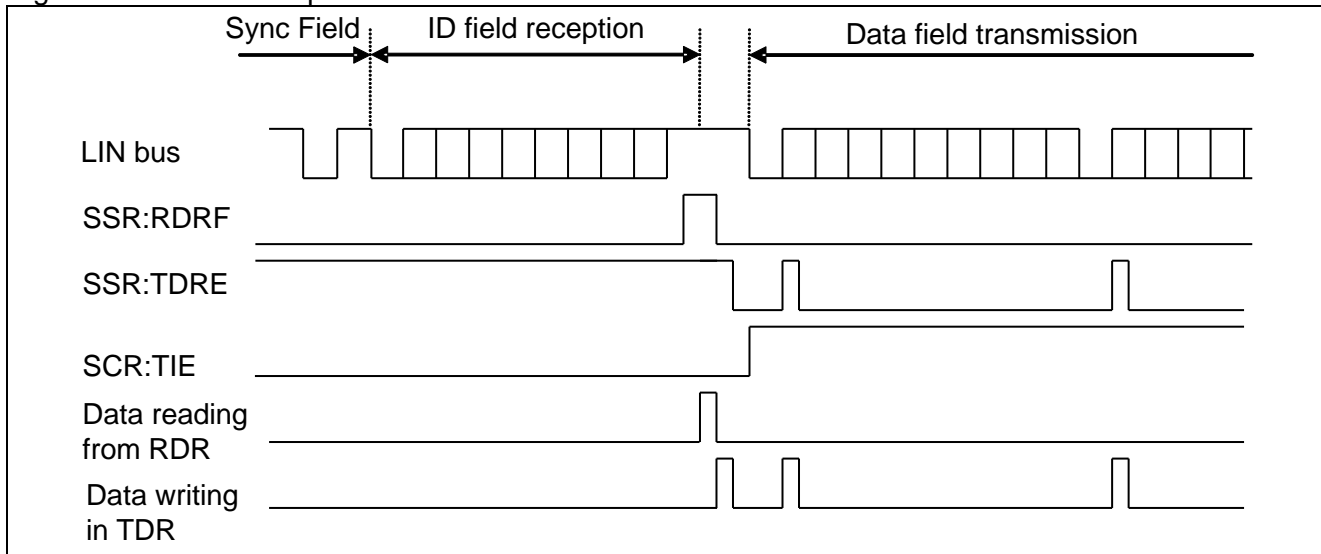 Sync Field ID field reception Data field transmission
LIN bus
SSR:RDRF
SSR:TDRE
SCR:TIE
Data reading
from RDR
Data writing
in TDR